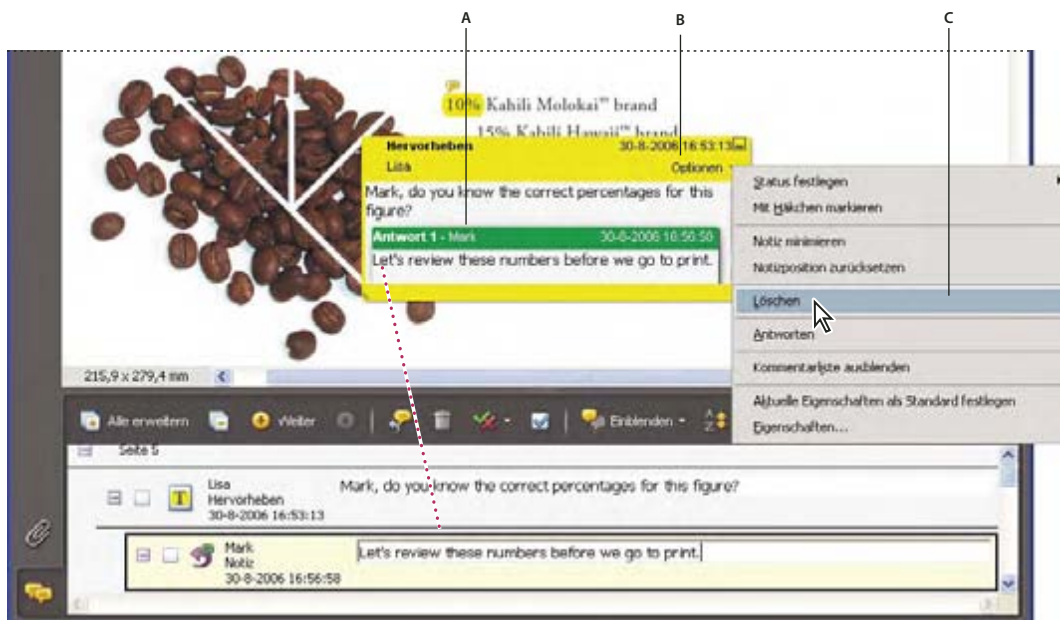 A B C
10% Kahili Molokai™ brand
15% Kahili Hawaii™ brand
Hervorheben 30-8-2006 16:53:13
Lisa Optionen
Mark, do you know the correct percentages for this
figure?
Antwort 1 - Mark 30-8-2006 16:56:58
Let's review these numbers before we go to print.
Status festlegen
Mit Häkchen markieren
Notiz minimieren
Notizposition zurücksetzen
Löschen
Antworten
Kommentarliste ausblenden
Aktuelle Eigenschaften als Standard festlegen
Eigenschaften...
215,9 x 279,4 mm
Alle erweitern Weiter Einblenden
Seite 5
Lisa
Hervorheben
30-8-2006 16:53:13
Mark, do you know the correct percentages for this figure?
Mark
Notiz
30-8-2006 16:56:58
Let's review these numbers before we go to print.